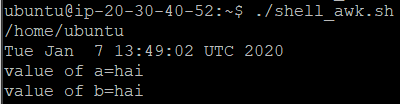 ubuntu@ip-20-30-40-52:~$ ./shell_awk.sh
/home/ubuntu
Tue Jan  7 13:49:02 UTC 2020
value of a=hai
value of b=hai